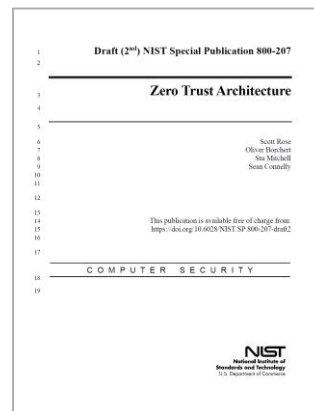 1
Draft (2nd) NIST Special Publication 800-207
2
3
Zero Trust Architecture
4
5
6
Scott Rose
7
Oliver Borchert
8
Stu Mitchell
9
Sean Connelly
10
11
12
13
14
This publication is available free of charge from:
15
https://doi.org/10.6028/NIST.SP.800-207-draft2
16
17
COMPUTER SECURITY
18
19
NIST
National Institute of
Standards and Technology
U.S. Department of Commerce